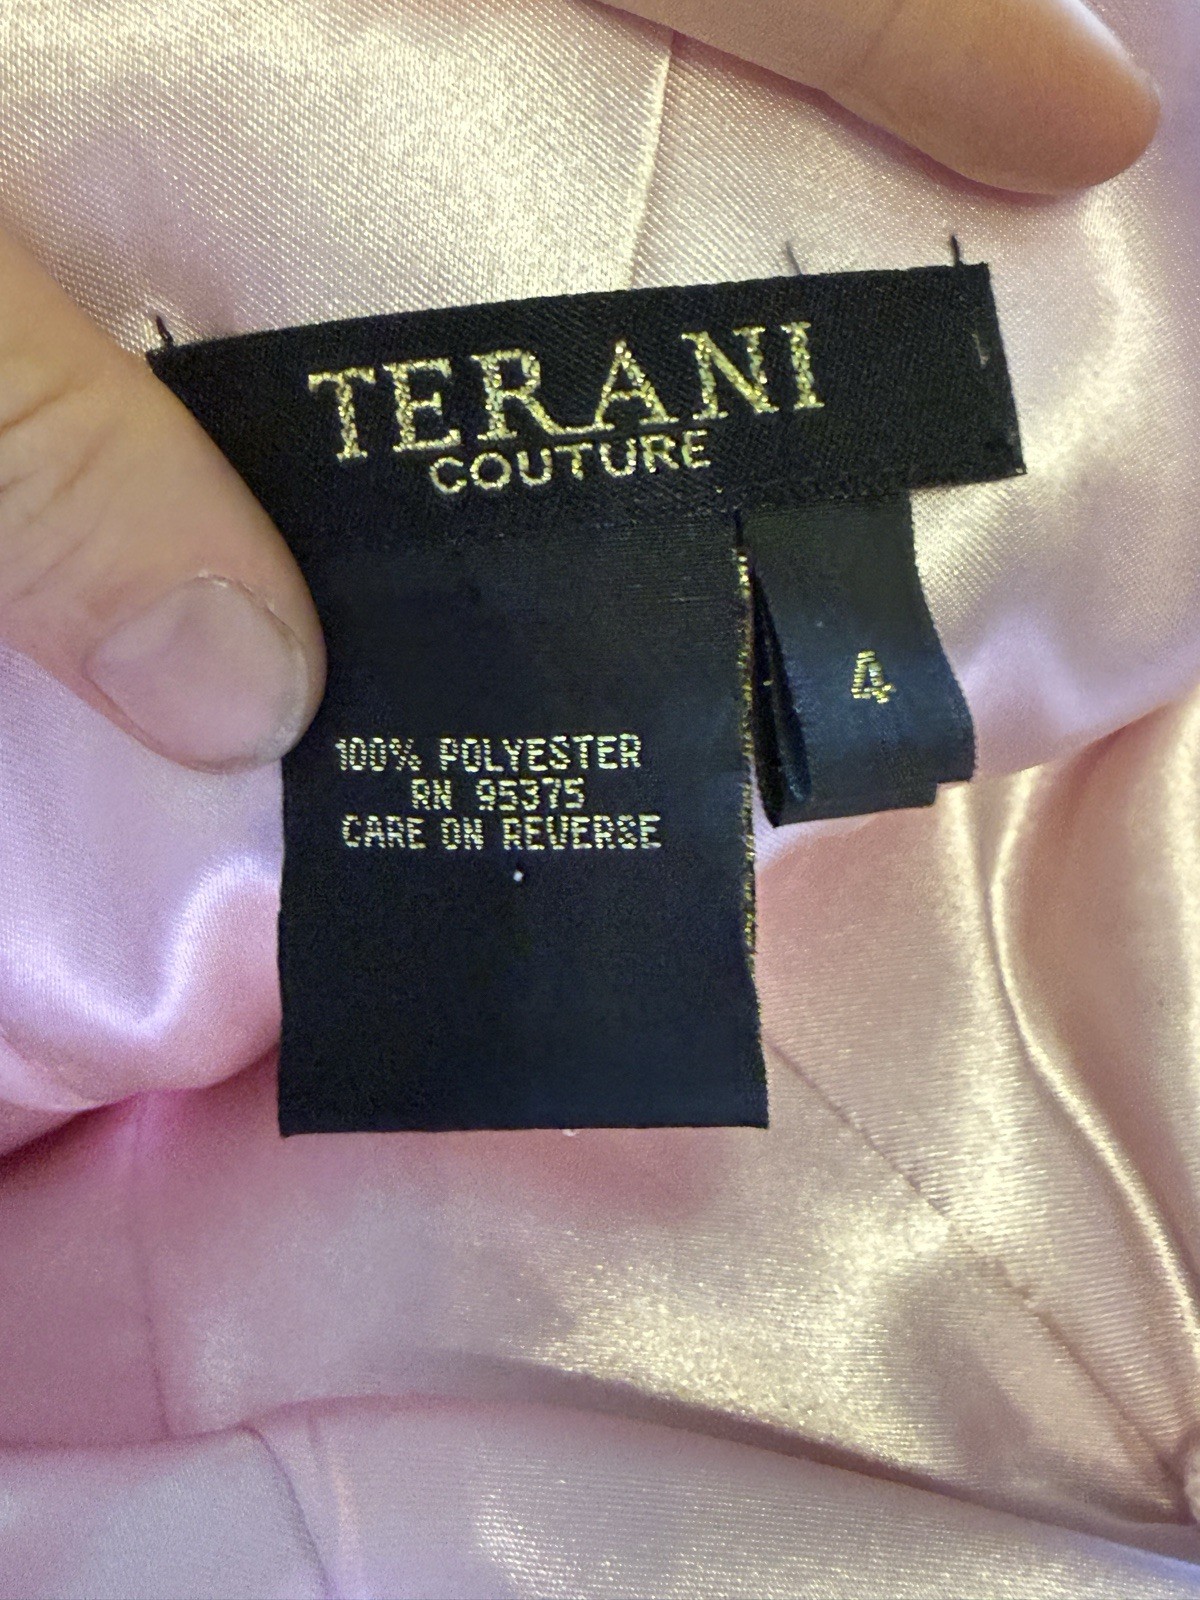 TERANI
COUTURE
4
100% POLYESTER
RN 95375
CARE ON REVERSE